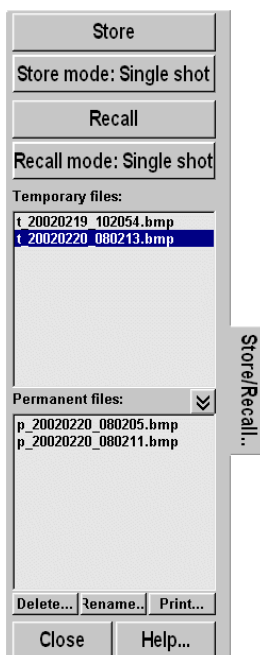 Store
Store mode: Single shot
Recall
Recall mode: Single shot
Temporary files:
t_20020219_102054.bmp
t_20020220_080213.bmp
Store/Recall..
Permanent files:
p_20020220_080205.bmp
p_20020220_080211.bmp
Delete... Rename.. Print...
Close Help...